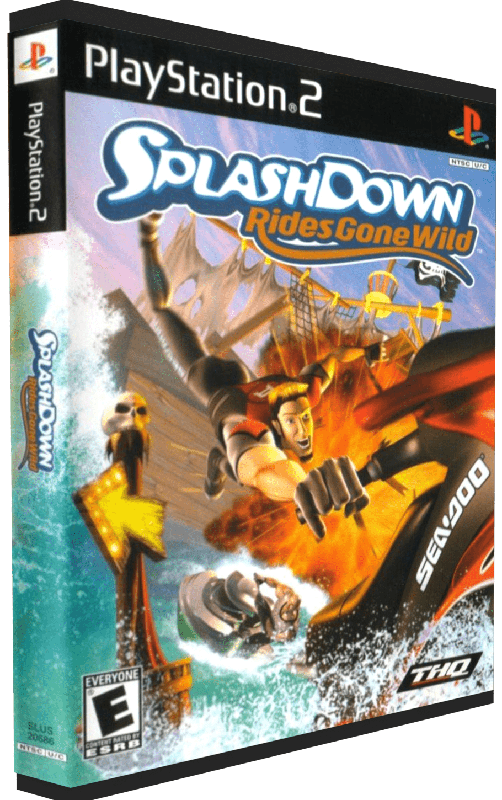 PlayStation®2
NTSC U/C
SPLASHDOWN
Rides Gone Wild
SEA-DOO
THQ
EVERYONE
E
CONTENT RATED BY
ESRB
PlayStation®2
SPLASHDOWN
Rides Gone Wild
SLUS
20686
NTSC U/C